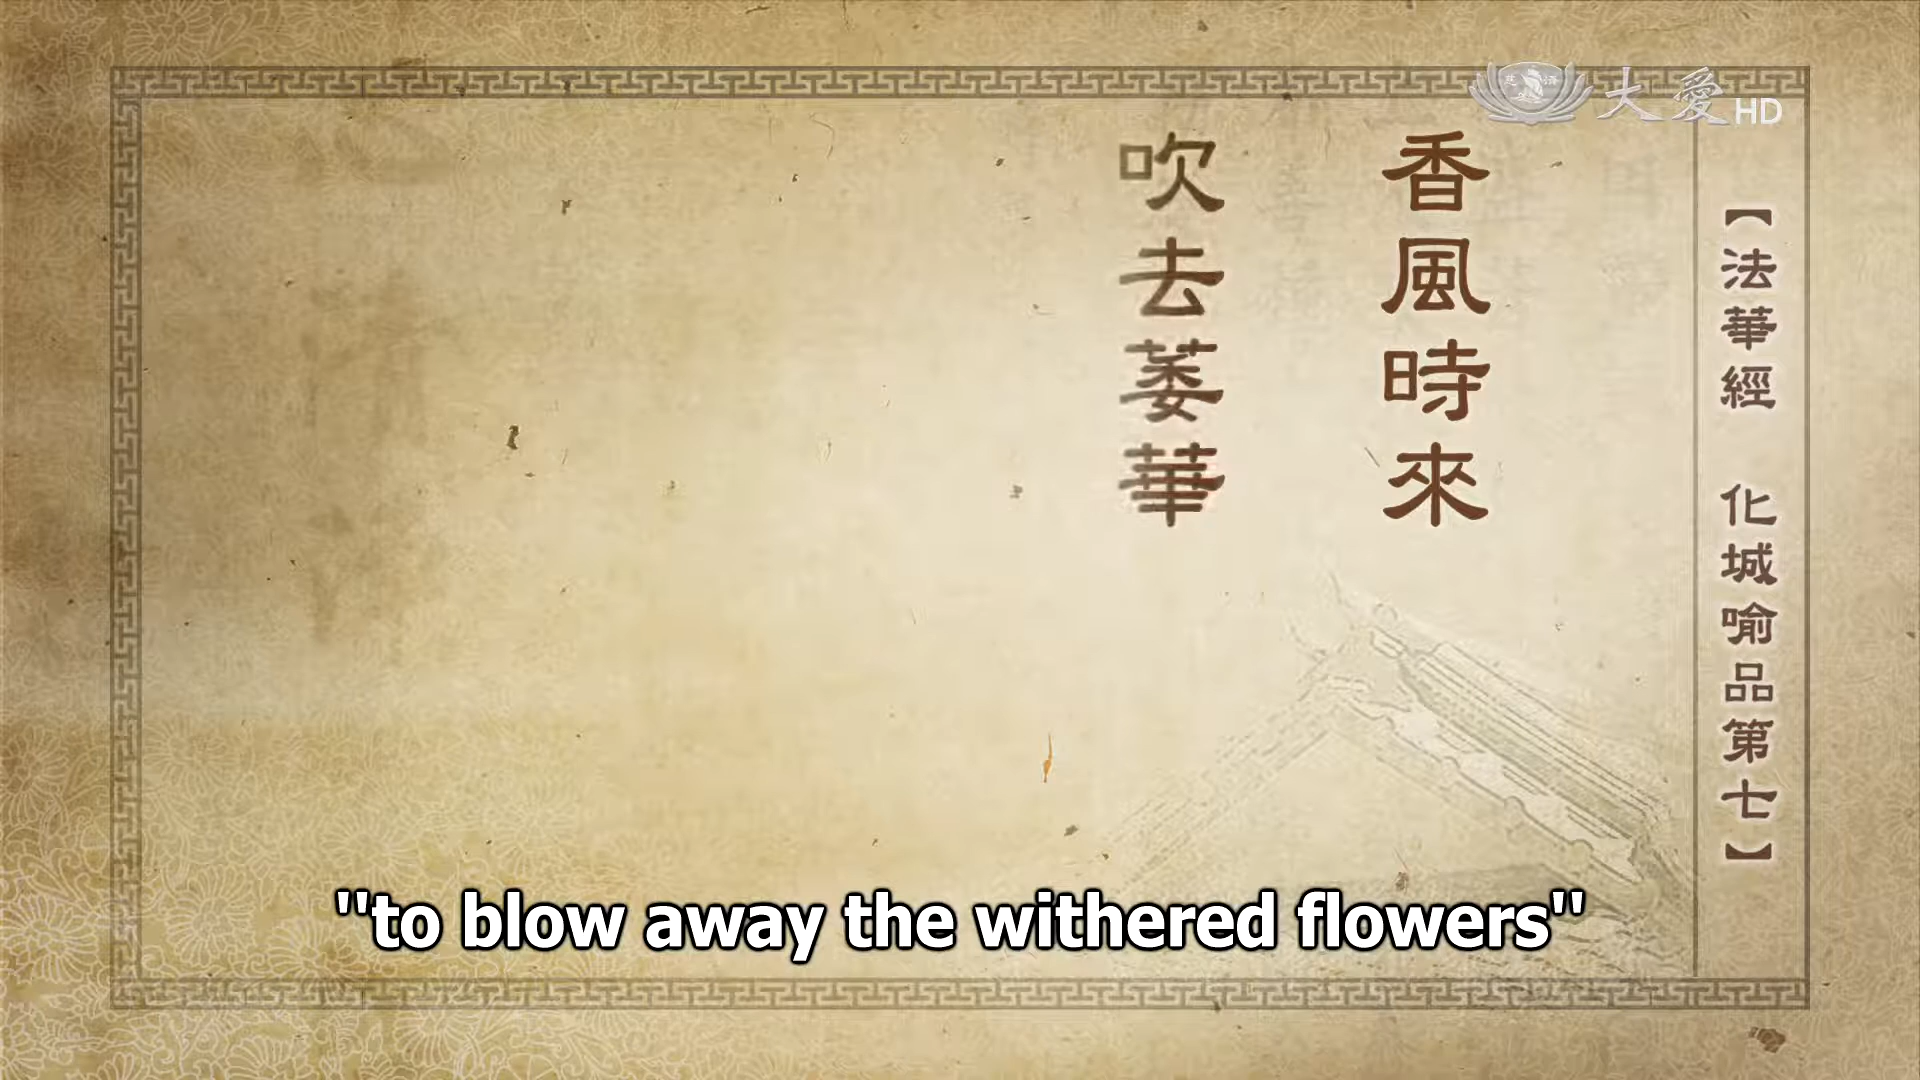 大愛HD
【法華經 化城喻品第七】
香風時來
吹去萎華
"to blow away the withered flowers"